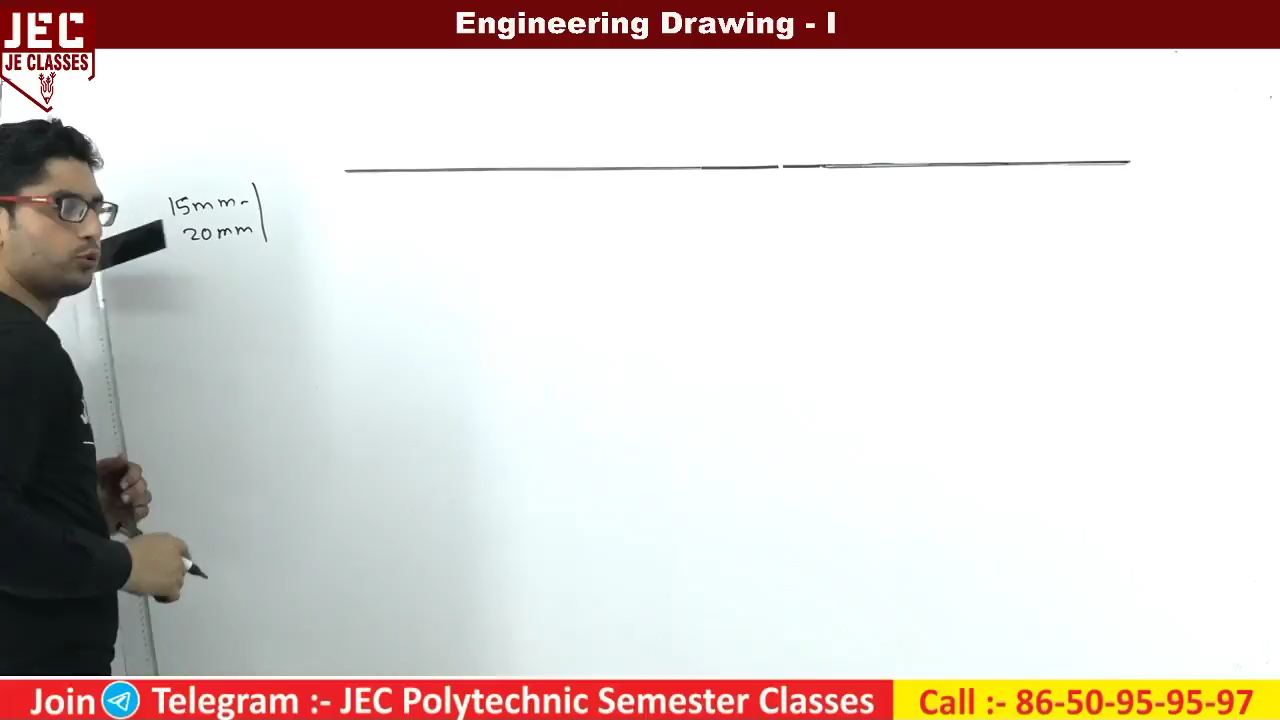 Engineering Drawing - I
JEC
JE CLASSES
15mm-
20mm
Join Telegram :- JEC Polytechnic Semester Classes
Call :- 86-50-95-95-97